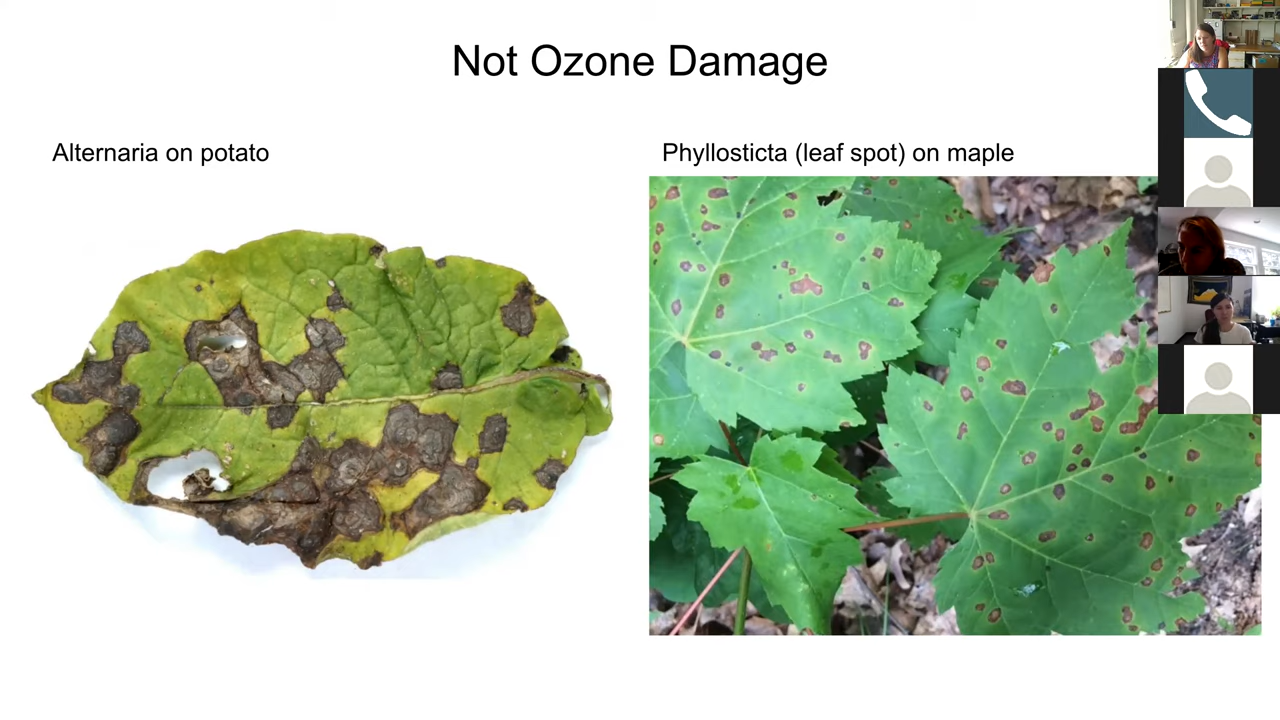 Not Ozone Damage
Alternaria on potato
Phyllosticta (leaf spot) on maple